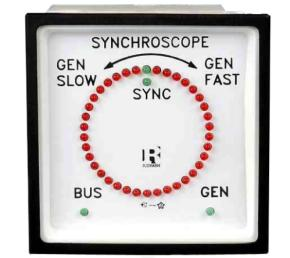 SYNCHROSCOPE
GEN SLOW
GEN FAST
SYNC
BUS
GEN